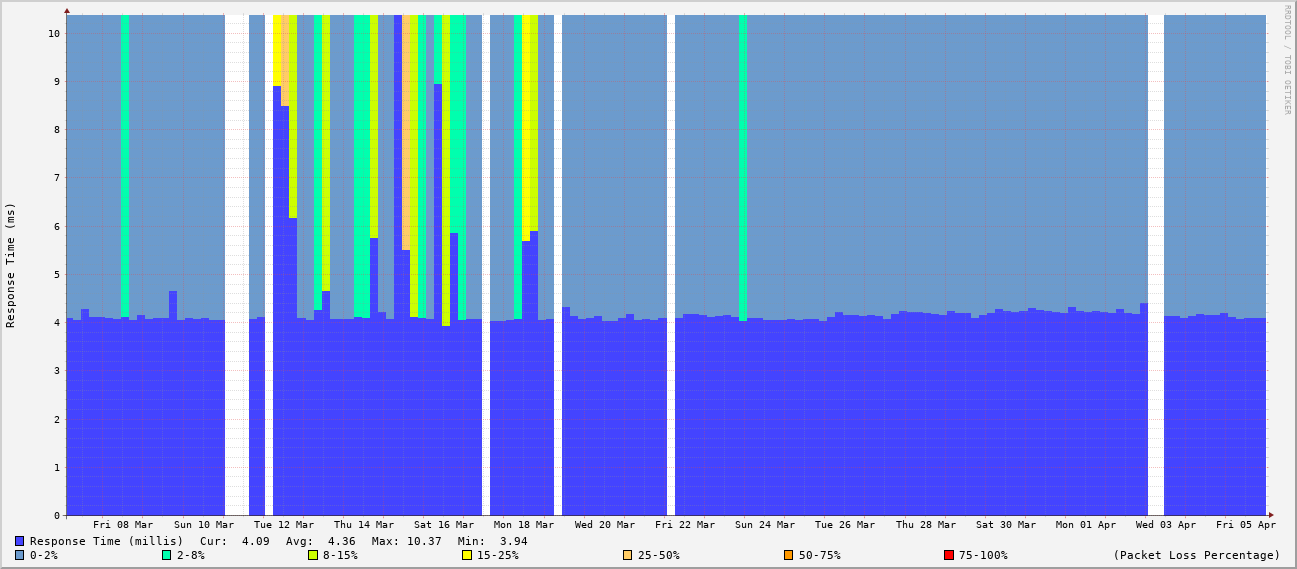 RRDTOOL / TOBI OETIKER
Response Time (ms)
10
9
8
7
6
5
4
3
2
1
0
Fri 08 Mar Sun 10 Mar Tue 12 Mar Thu 14 Mar Sat 16 Mar Mon 18 Mar Wed 20 Mar Fri 22 Mar Sun 24 Mar Tue 26 Mar Thu 28 Mar Sat 30 Mar Mon 01 Apr Wed 03 Apr Fri 05 Apr
Response Time (millis) Cur: 4.09 Avg: 4.36 Max: 10.37 Min: 3.94
0-2% 2-8% 8-15% 15-25% 25-50% 50-75% 75-100% (Packet Loss Percentage)